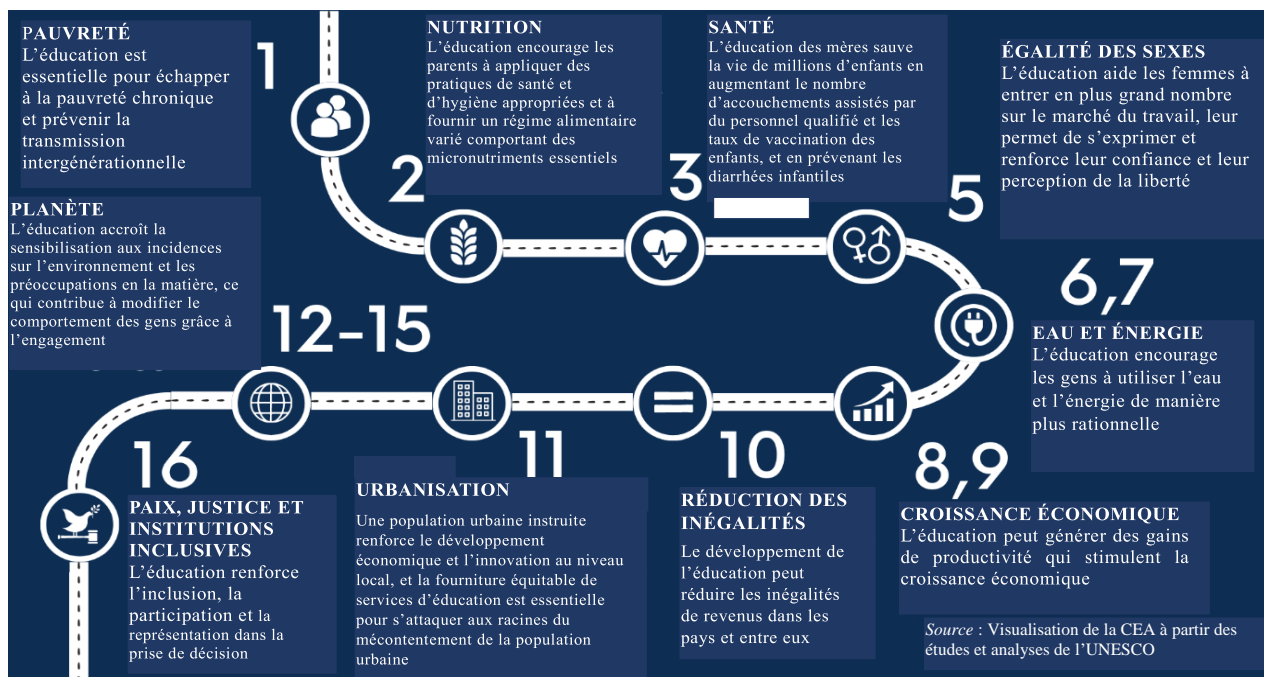 PAUVRETÉ
L'éducation est
essentielle pour échapper
à la pauvreté chronique
et prévenir la
transmission
intergénérationnelle
1
NUTRITION
L'éducation encourage les
parents à appliquer des
pratiques de santé et
d'hygiène appropriées et à
fournir un régime alimentaire
varié comportant des
micronutriments essentiels
2
SANTÉ
L'éducation des mères sauve
la vie de millions d'enfants en
augmentant le nombre
d'accouchements assistés par
du personnel qualifié et les
taux de vaccination des
enfants, et en prévenant les
diarrhées infantiles
3
ÉGALITÉ DES SEXES
L'éducation aide les femmes à
entrer en plus grand nombre
sur le marché du travail, leur
permet de s'exprimer et
renforce leur confiance et leur
perception de la liberté
5
6,7
EAU ET ÉNERGIE
L'éducation encourage
les gens à utiliser l'eau
et l'énergie de manière
plus rationnelle
8,9
CROISSANCE ÉCONOMIQUE
L'éducation peut générer des gains
de productivité qui stimulent la
croissance économique
10
RÉDUCTION DES
INÉGALITÉS
Le développement de
l'éducation peut
réduire les inégalités
de revenus dans les
pays et entre eux
11
URBANISATION
Une population urbaine instruite
renforce le développement
économique et l'innovation au niveau
local, et la fourniture équitable de
services d'éducation est essentielle
pour s'attaquer aux racines du
mécontentement de la population
urbaine
PLANÈTE
L'éducation accroît la
sensibilisation aux incidences
sur l'environnement et les
préoccupations en la matière, ce
qui contribue à modifier le
comportement des gens grâce à
l'engagement
12-15
16
PAIX, JUSTICE ET
INSTITUTIONS
INCLUSIVES
L'éducation renforce
l'inclusion, la
participation et la
représentation dans la
prise de décision
Source : Visualisation de la CEA à partir des
études et analyses de l'UNESCO